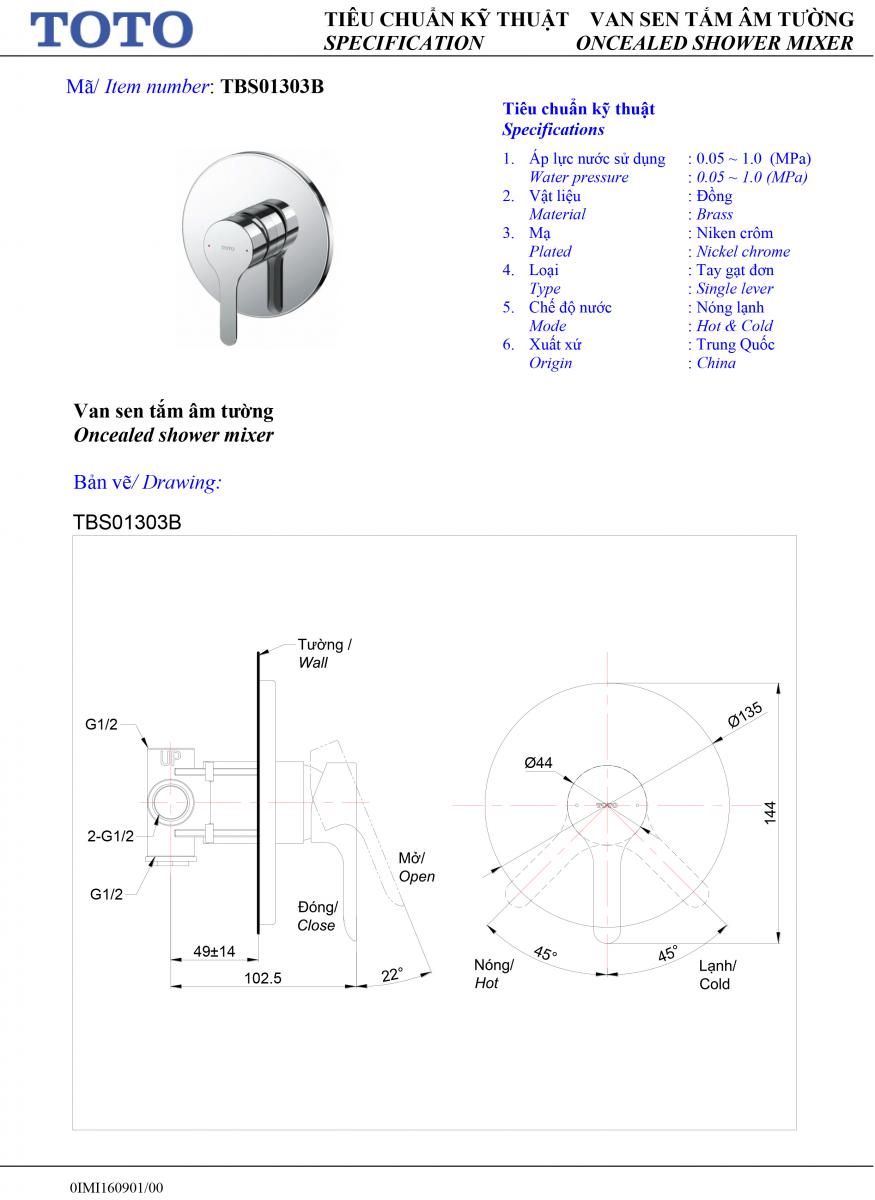 TOTO
TIÊU CHUẨN KỸ THUẬT VAN SEN TẮM ÂM TƯỜNG
SPECIFICATION ONCEALED SHOWER MIXER
Mã/ Item number: TBS01303B
Tiêu chuẩn kỹ thuật
Specifications
1. Áp lực nước sử dụng : 0.05 ~ 1.0 (MPa)
Water pressure : 0.05 ~ 1.0 (MPa)
2. Vật liệu : Đồng
Material : Brass
3. Mạ : Niken crôm
Plated : Nickel chrome
4. Loại : Tay gạt đơn
Type : Single lever
5. Chế độ nước : Nóng lạnh
Mode : Hot & Cold
6. Xuất xứ : Trung Quốc
Origin : China
TOTO
Van sen tắm âm tường
Oncealed shower mixer
Bản vẽ/ Drawing:
TBS01303B
Tường /
Wall
G1/2
UP
2-G1/2
G1/2
Mở/
Open
Đóng/
Close
49±14
102.5
22°
Ø135
Ø44
TOTO
144
45°
45°
Nóng/
Hot
Lạnh/
Cold
0IMI160901/00